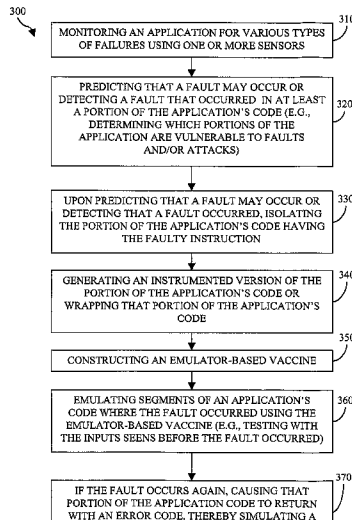 300
310
MONITORING AN APPLICATION FOR VARIOUS TYPES
OF FAILURES USING ONE OR MORE SENSORS
320
PREDICTING THAT A FAULT MAY OCCUR OR
DETECTING A FAULT THAT OCCURRED IN AT LEAST
A PORTION OF THE APPLICATION'S CODE (E.G.,
DETERMINING WHICH PORTIONS OF THE
APPLICATION ARE VULNERABLE TO FAULTS
AND/OR ATTACKS)
330
UPON PREDICTING THAT A FAULT MAY OCCUR OR
DETECTING THAT A FAULT OCCURRED, ISOLATING
THE PORTION OF THE APPLICATION'S CODE HAVING
THE FAULTY INSTRUCTION
340
GENERATING AN INSTRUMENTED VERSION OF THE
PORTION OF THE APPLICATION'S CODE OR
WRAPPING THAT PORTION OF THE APPLICATION'S
CODE
350
CONSTRUCTING AN EMULATOR-BASED VACCINE
360
EMULATING SEGMENTS OF AN APPLICATION'S
CODE WHERE THE FAULT OCCURRED USING THE
EMULATOR-BASED VACCINE (E.G., TESTING WITH
THE INPUTS SEENS BEFORE THE FAULT OCCURRED)
370
IF THE FAULT OCCURS AGAIN, CAUSING THAT
PORTION OF THE APPLICATION CODE TO RETURN
WITH AN ERROR CODE, THEREBY SIMULATING A